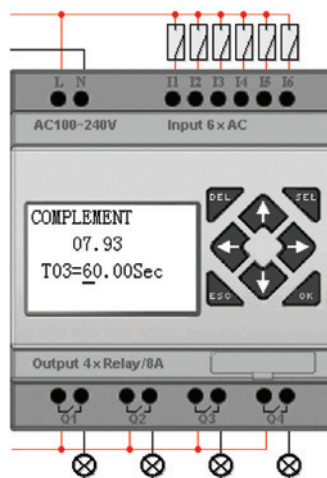 L N I1 I2 I3 I4 I5 I6
AC100~240V Input 6×AC
DEL SEL
COMPLEMENT
07.93
T03=60.00Sec
ESC OK
Output 4×Relay/8A
Q1 Q2 Q3 Q4